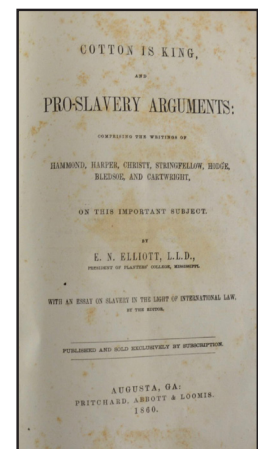 COTTON IS KING,
AND
PRO-SLAVERY ARGUMENTS:
COMPRISING THE WRITINGS OF
HAMMOND, HARPER, CHRISTY, STRINGFELLOW, HODGE,
BLEDSOE, AND CARTWRIGHT,
ON THIS IMPORTANT SUBJECT.
BY
E. N. ELLIOTT, L.L.D.,
PRESIDENT OF PLANTERS' COLLEGE, MISSISSIPPI.
WITH AN ESSAY ON SLAVERY IN THE LIGHT OF INTERNATIONAL LAW,
BY THE EDITOR.
PUBLISHED AND SOLD EXCLUSIVELY BY SUBSCRIPTION.
AUGUSTA, GA:
PRITCHARD, ABBOTT & LOOMIS.
1860.